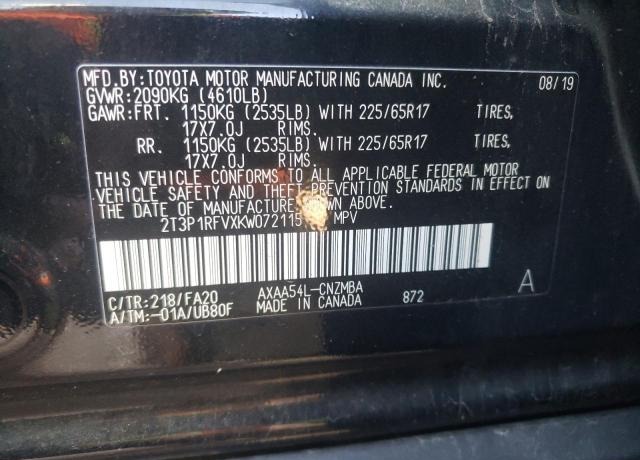 MFD.BY:TOYOTA MOTOR MANUFACTURING CANADA INC. 08/19
GVWR:2090KG (4610LB)
GAWR:FRT. 1150KG (2535LB) WITH 225/65R17 TIRES,
17X7.0J RIMS.
RR. 1150KG (2535LB) WITH 225/65R17 TIRES,
17X7.0J RIMS.
THIS VEHICLE CONFORMS TO ALL APPLICABLE FEDERAL MOTOR
VEHICLE SAFETY AND THEFT PREVENTION STANDARDS IN EFFECT ON
THE DATE OF MANUFACTURE SHOWN ABOVE.
MPV
C/TR:218/FA20 AXAA54L-CNZMBA 872 A
A/TM:-01A/UB80F MADE IN CANADA